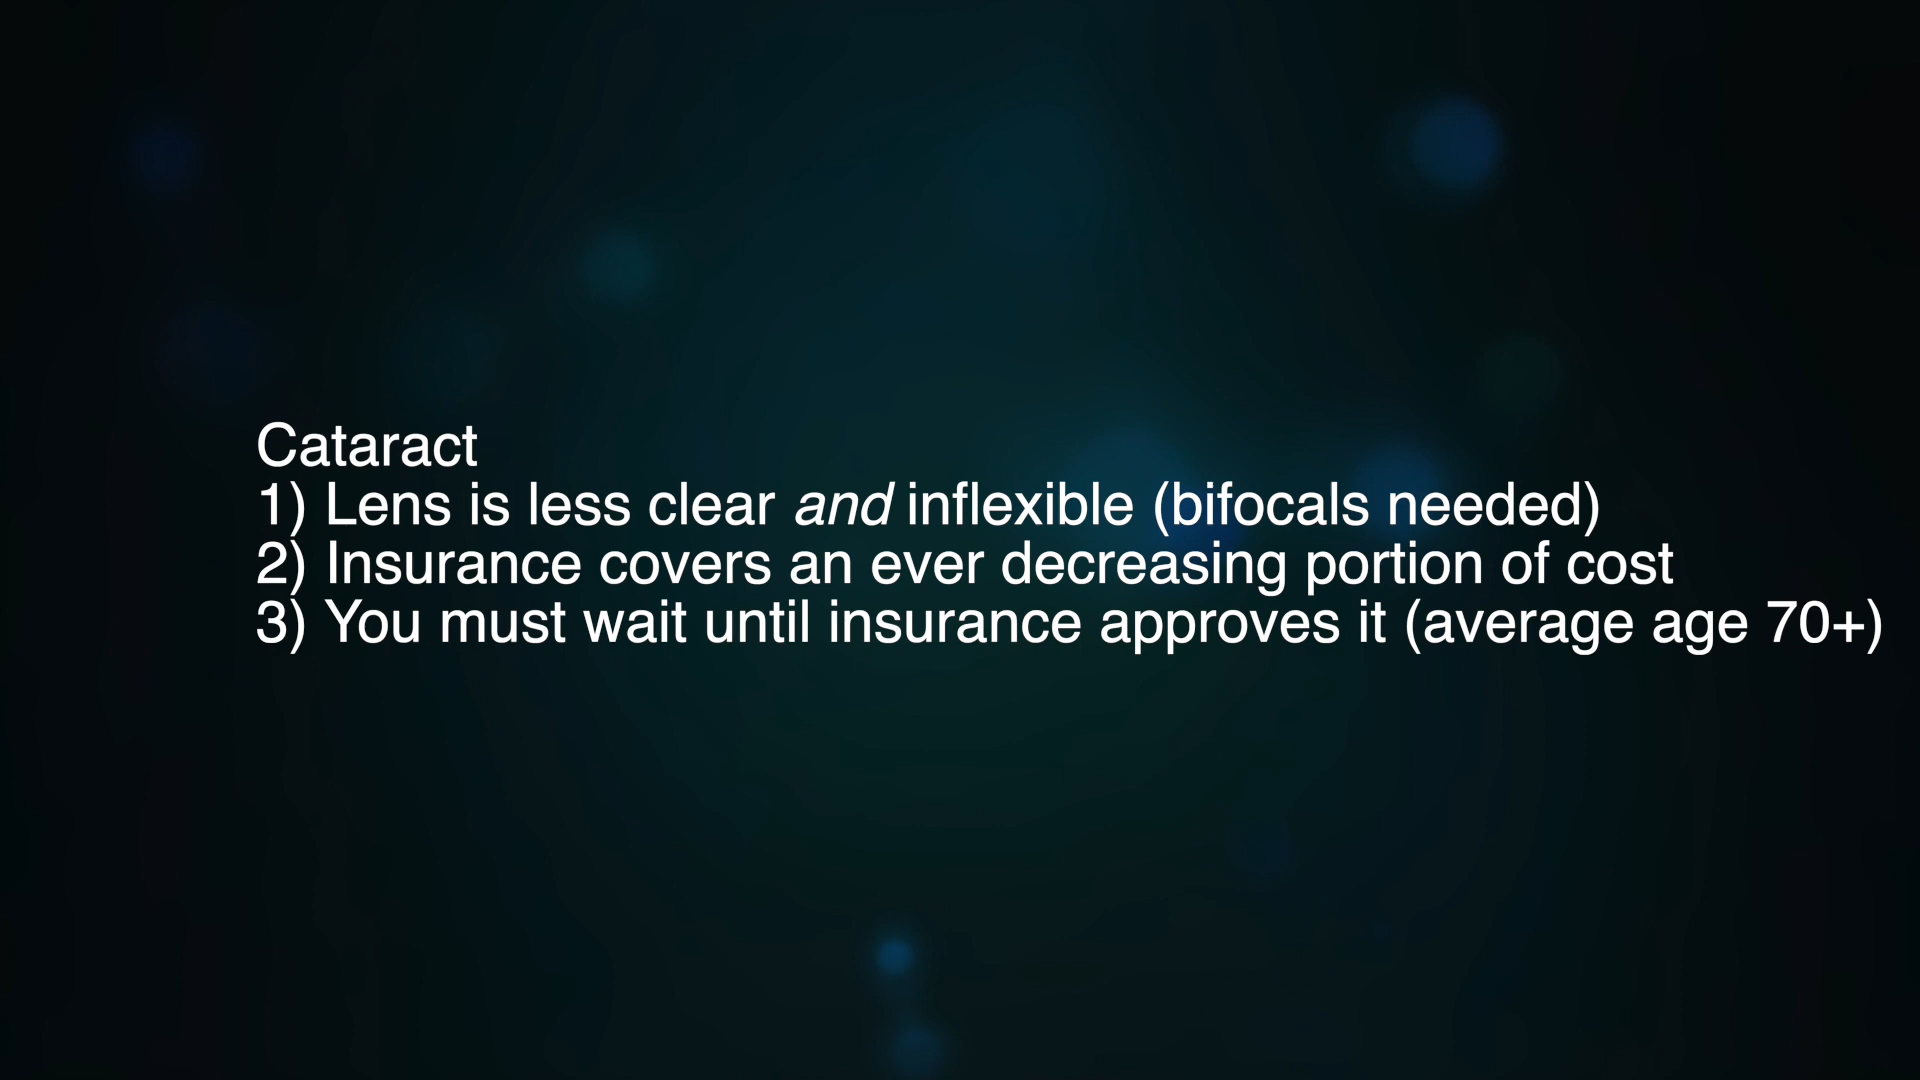 Cataract
1) Lens is less clear and inflexible (bifocals needed)
2) Insurance covers an ever decreasing portion of cost
3) You must wait until insurance approves it (average age 70+)